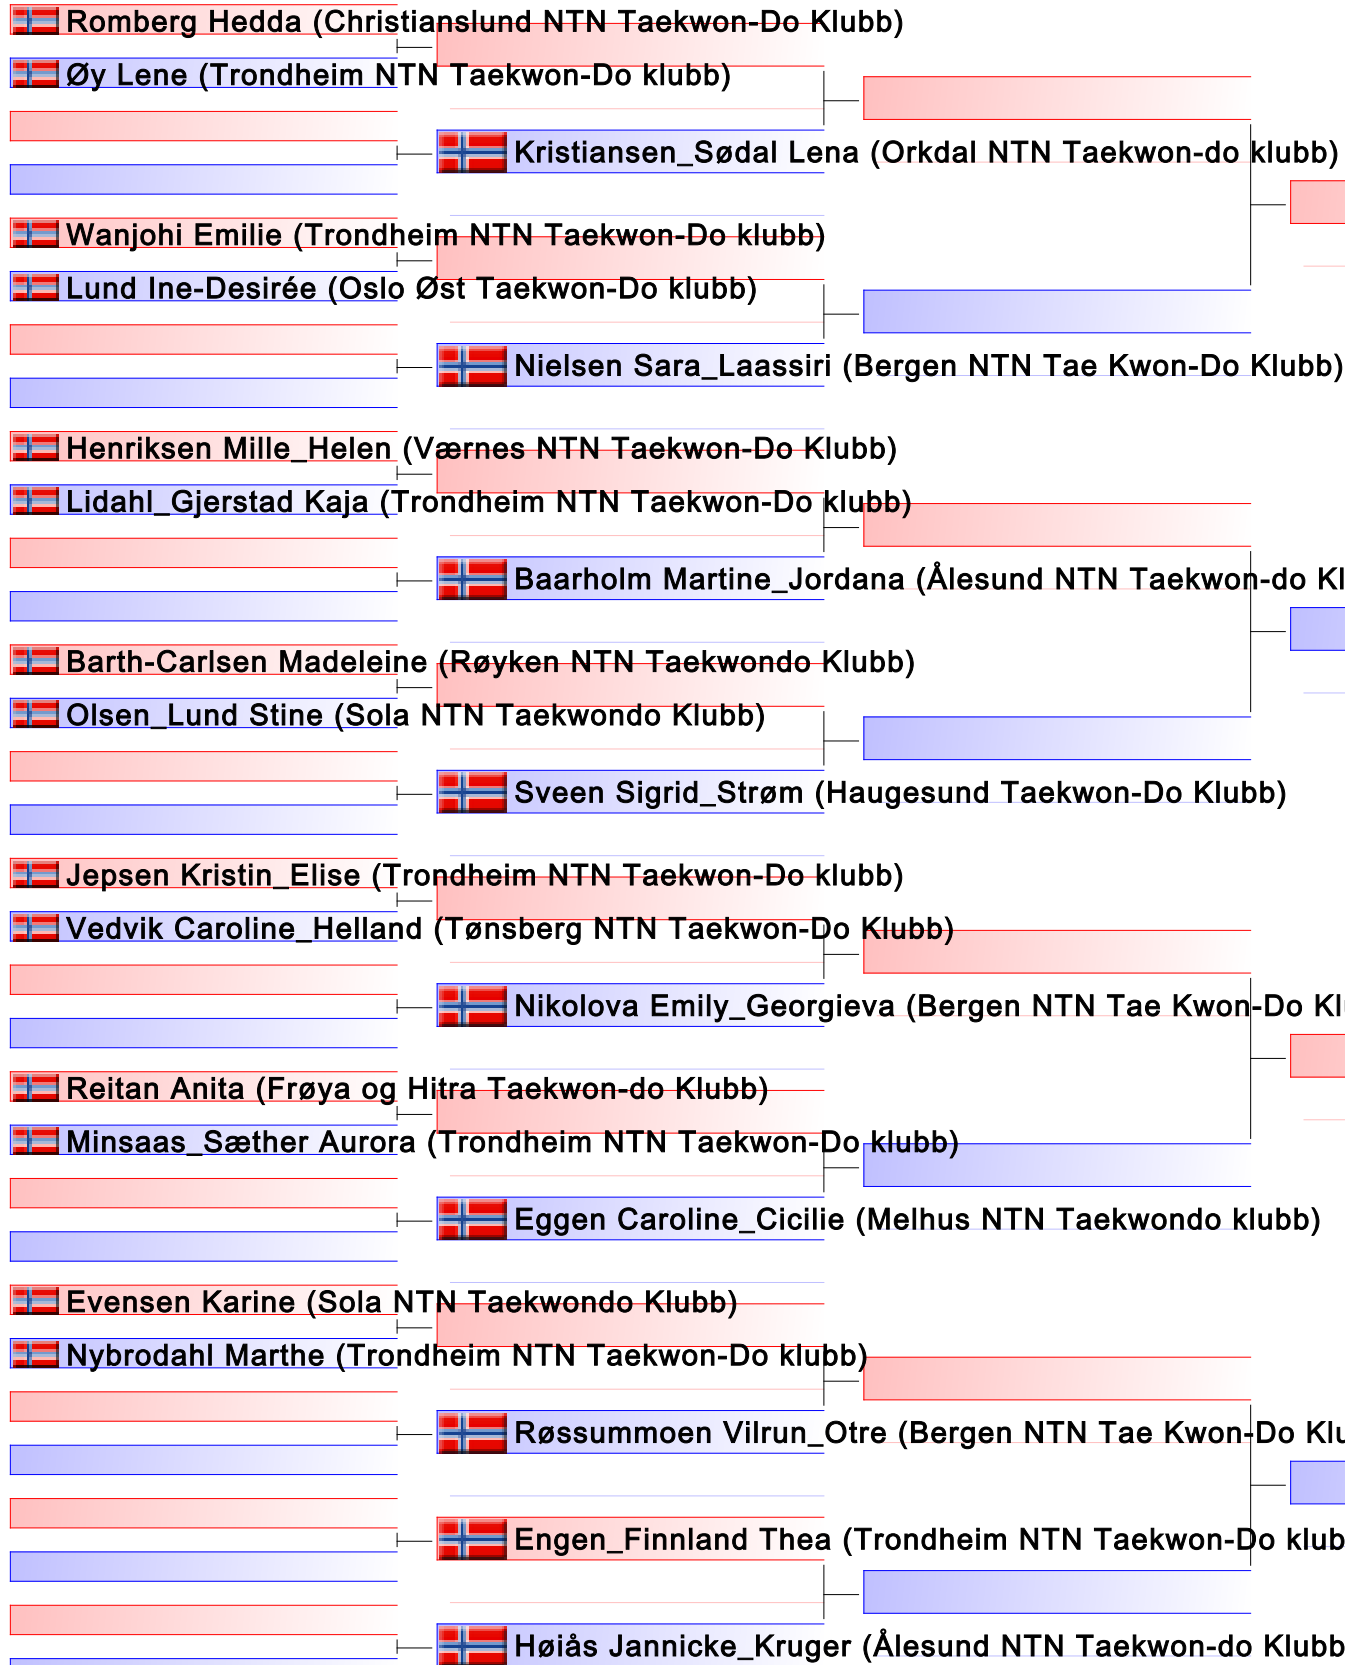 Romberg Hedda (Christianslund NTN Taekwon-Do Klubb)
Øy Lene (Trondheim NTN Taekwon-Do klubb)
Kristiansen_Sødal Lena (Orkdal NTN Taekwon-do klubb)
Wanjohi Emilie (Trondheim NTN Taekwon-Do klubb)
Lund Ine-Desirée (Oslo Øst Taekwon-Do klubb)
Nielsen Sara_Laassiri (Bergen NTN Tae Kwon-Do Klubb)
Henriksen Mille_Helen (Værnes NTN Taekwon-Do Klubb)
Lidahl_Gjerstad Kaja (Trondheim NTN Taekwon-Do klubb)
Baarholm Martine_Jordana (Ålesund NTN Taekwon-do Kl
Barth-Carlsen Madeleine (Røyken NTN Taekwondo Klubb)
Olsen_Lund Stine (Sola NTN Taekwondo Klubb)
Sveen Sigrid_Strøm (Haugesund Taekwon-Do Klubb)
Jepsen Kristin_Elise (Trondheim NTN Taekwon-Do klubb)
Vedvik Caroline_Helland (Tønsberg NTN Taekwon-Do Klubb)
Nikolova Emily_Georgieva (Bergen NTN Tae Kwon-Do Klu
Reitan Anita (Frøya og Hitra Taekwon-do Klubb)
Minsaas_Sæther Aurora (Trondheim NTN Taekwon-Do klubb)
Eggen Caroline_Cicilie (Melhus NTN Taekwondo klubb)
Evensen Karine (Sola NTN Taekwondo Klubb)
Nybrodahl Marthe (Trondheim NTN Taekwon-Do klubb)
Røssummoen Vilrun_Otre (Bergen NTN Tae Kwon-Do Klu
Engen_Finnland Thea (Trondheim NTN Taekwon-Do klub
Høiås Jannicke_Kruger (Ålesund NTN Taekwon-do Klubb